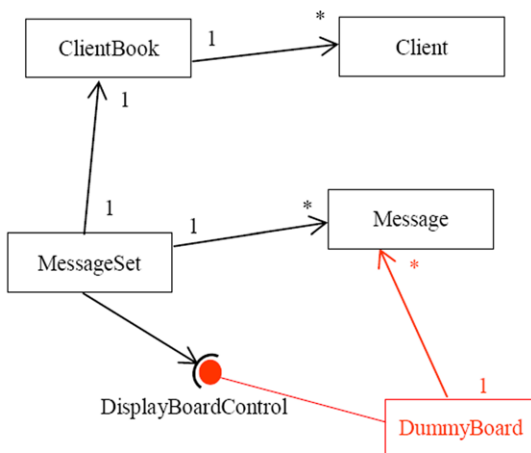 ClientBook
1
*
Client
1
1
1
*
Message
MessageSet
*
DisplayBoardControl
1
DummyBoard